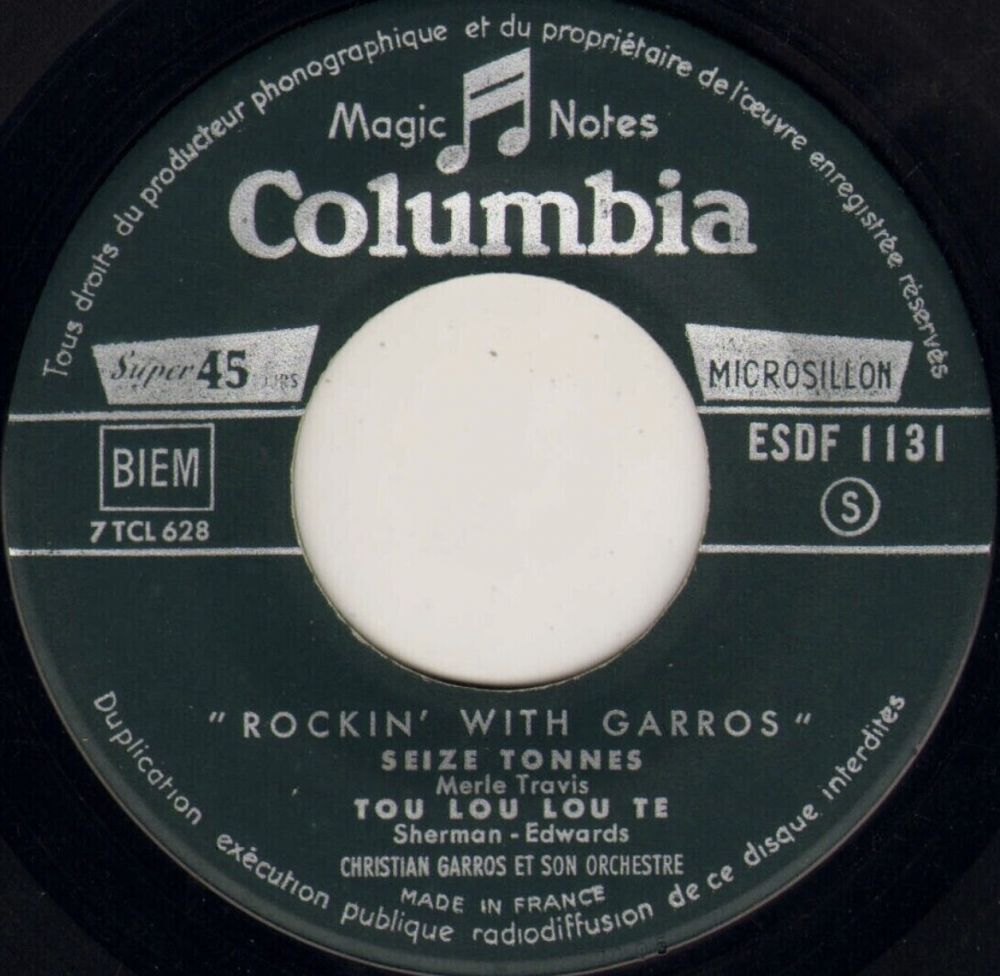 Tous droits du producteur phonographique et du propriétaire de l'œuvre enregistrée réservés
Magic Notes
Columbia
Super 45 TRS
MICROSILLON
BIEM
7 TCL 628
ESDF 1131
S
" ROCKIN' WITH GARROS "
SEIZE TONNES
Merle Travis
TOU LOU LOU TE
Sherman - Edwards
CHRISTIAN GARROS ET SON ORCHESTRE
MADE IN FRANCE
Duplication exécution publique radiodiffusion de ce disque interdites